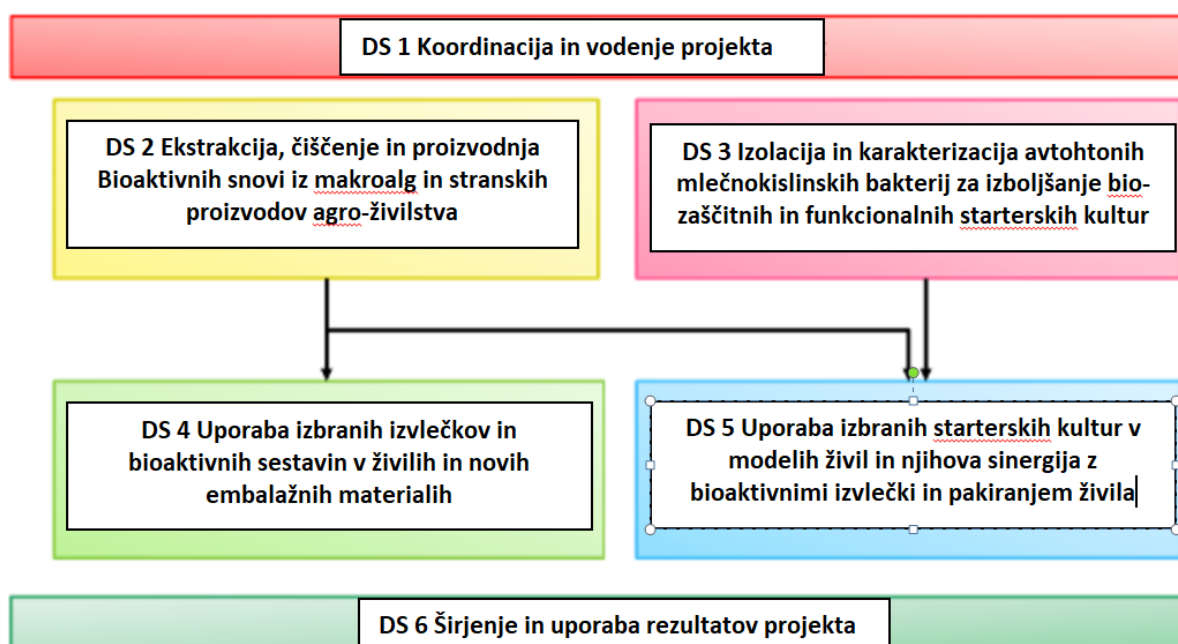 DS 1 Koordinacija in vodenje projekta
DS 2 Ekstrakcija, čiščenje in proizvodnja
Bioaktivnih snovi iz makroalg in stranskih
proizvodov agro-živilstva
DS 3 Izolacija in karakterizacija avtohtonih
mlečnokislinskih bakterij za izboljšanje bio-
zaščitnih in funkcionalnih starterskih kultur
DS 4 Uporaba izbranih izvlečkov in
bioaktivnih sestavin v živilih in novih
embalažnih materialih
DS 5 Uporaba izbranih starterskih kultur v
modelih živil in njihova sinergija z
bioaktivnimi izvlečki in pakiranjem živila
DS 6 Širjenje in uporaba rezultatov projekta